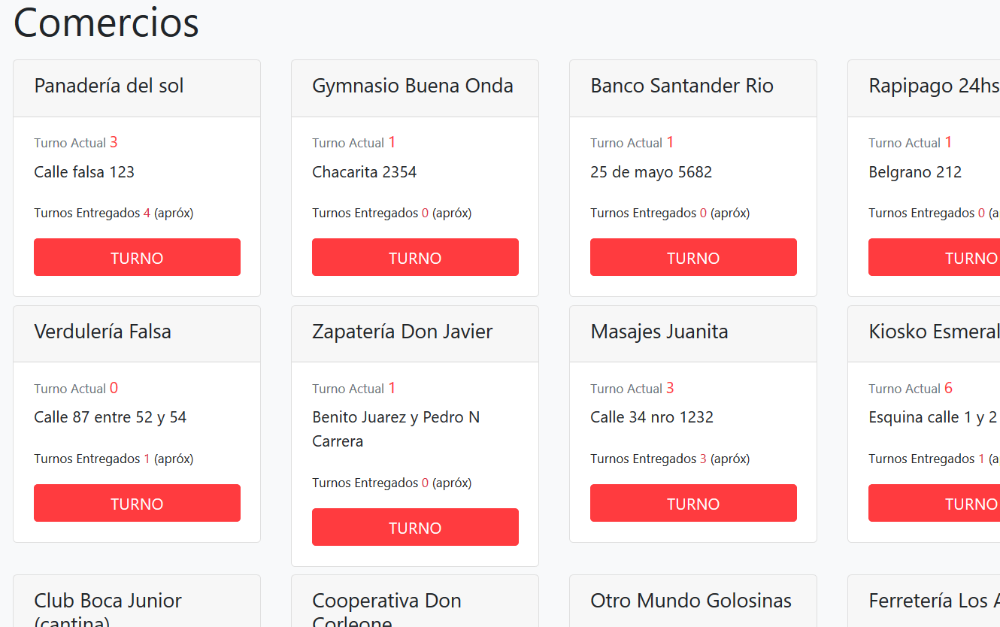 Comercios
Panadería del sol
Turno Actual 3
Calle falsa 123
Turnos Entregados 4 (apróx)
TURNO
Gymnasio Buena Onda
Turno Actual 1
Chacarita 2354
Turnos Entregados 0 (apróx)
TURNO
Banco Santander Rio
Turno Actual 1
25 de mayo 5682
Turnos Entregados 0 (apróx)
TURNO
Rapipago 24hs
Turno Actual 1
Belgrano 212
Turnos Entregados 0
TURNO
Verdulería Falsa
Turno Actual 0
Calle 87 entre 52 y 54
Turnos Entregados 1 (apróx)
TURNO
Zapatería Don Javier
Turno Actual 1
Benito Juarez y Pedro N
Carrera
Turnos Entregados 0 (apróx)
TURNO
Masajes Juanita
Turno Actual 3
Calle 34 nro 1232
Turnos Entregados 3 (apróx)
TURNO
Kiosko
Turno Actual 6
Esquina calle 1 y 2
Turnos Entregados 1
TURNO
Club Boca Junior
(cantina)
Cooperativa Don
Corleone
Otro Mundo Golosinas
Ferretería Los